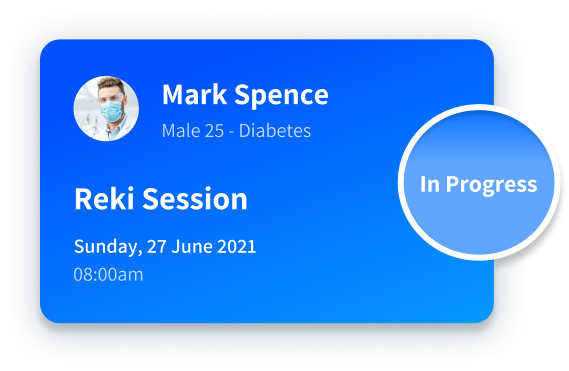 Mark Spence
Male 25 - Diabetes
Reki Session
Sunday, 27 June 2021
08:00am
In Progress